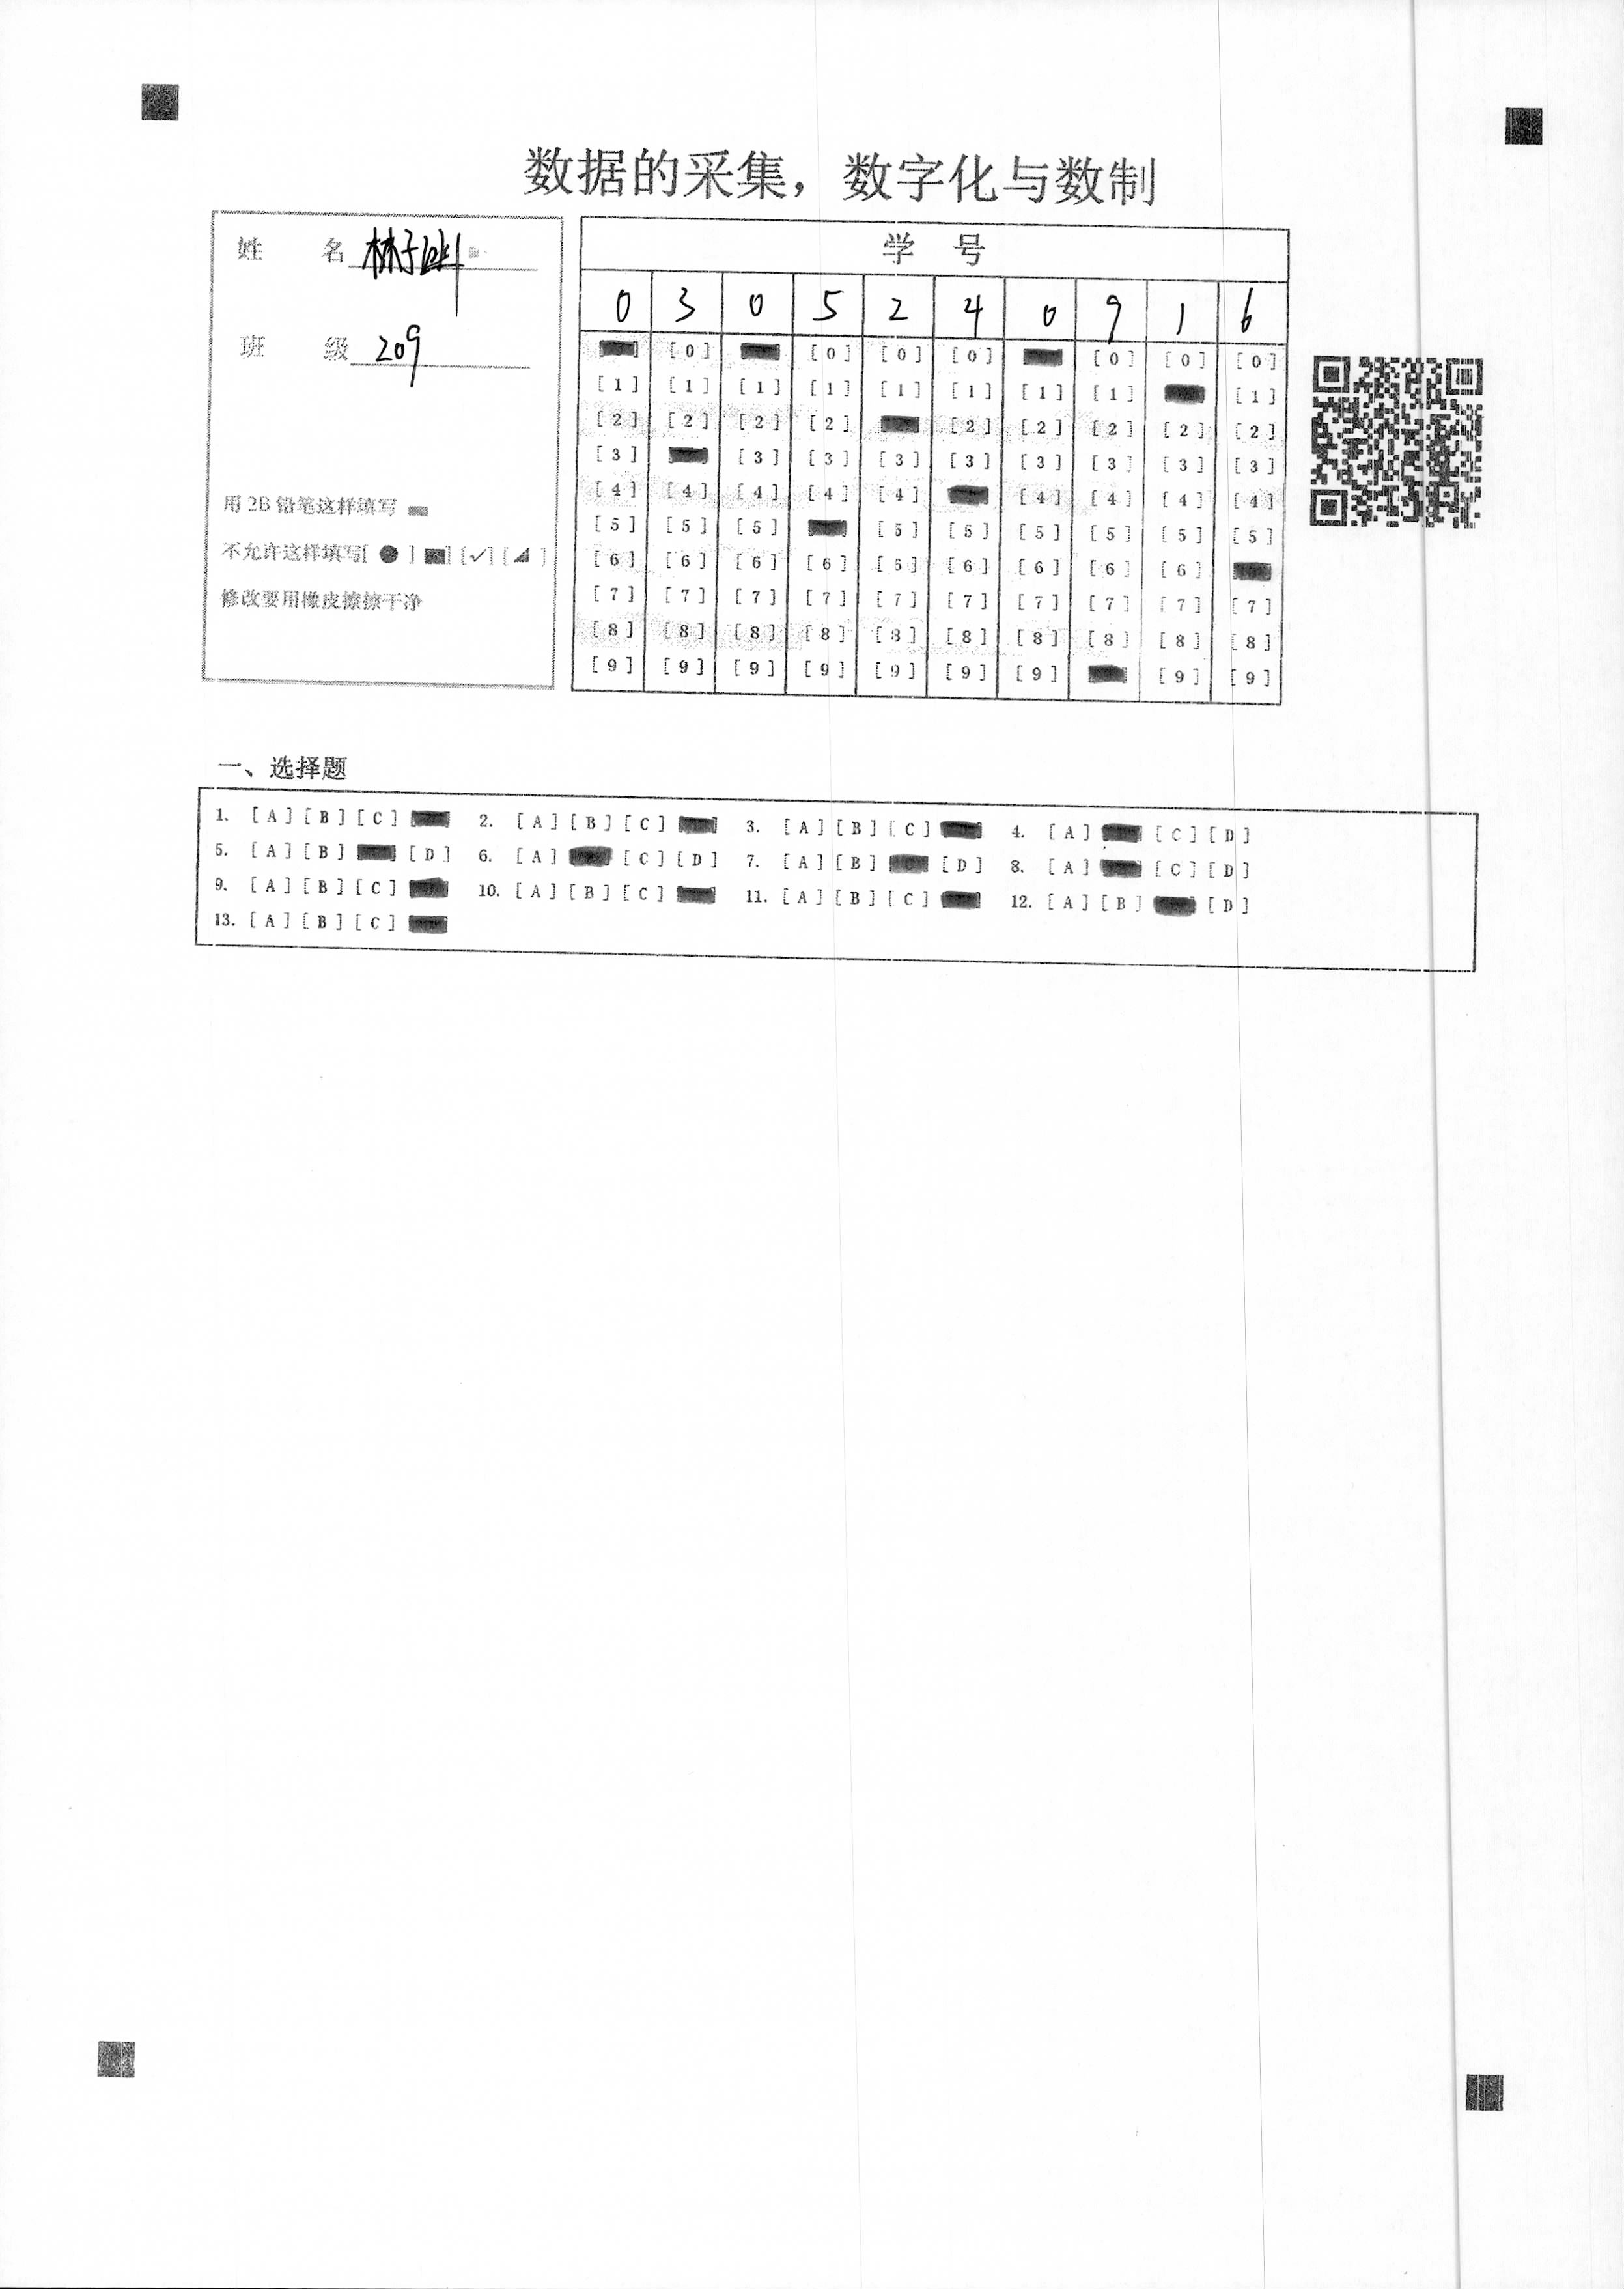 数据的采集，数字化与数制
姓 名 林子
班 级 209
用 2B 铅笔这样填写
不允许这样填写[ ● ] [■] [✓] [◢]
修改要用橡皮擦擦干净
学 号
0 3 0 5 2 4 0 9 1 6
[0] [0] [0] [0] [0] [0] [0]
[1] [1] [1] [1] [1] [1] [1] [1] [1]
[2] [2] [2] [2] [2] [2] [2] [2] [2]
[3] [3] [3] [3] [3] [3] [3] [3] [3]
[4] [4] [4] [4] [4] [4] [4] [4] [4]
[5] [5] [5] [5] [5] [5] [5] [5] [5]
[6] [6] [6] [6] [6] [6] [6] [6] [6]
[7] [7] [7] [7] [7] [7] [7] [7] [7] [7]
[8] [8] [8] [8] [8] [8] [8] [8] [8] [8]
[9] [9] [9] [9] [9] [9] [9] [9] [9]
一、选择题
1. [A] [B] [C] 2. [A] [B] [C] 3. [A] [B] [C] 4. [A] [C] [D]
5. [A] [B] [D] 6. [A] [C] [D] 7. [A] [B] [D] 8. [A] [C] [D]
9. [A] [B] [C] 10. [A] [B] [C] 11. [A] [B] [C] 12. [A] [B] [D]
13. [A] [B] [C]